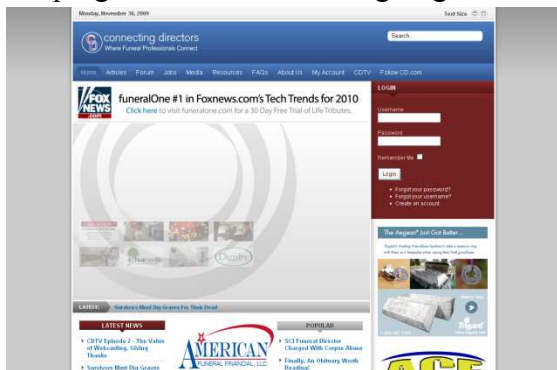 Monday, November 30, 2009
Text Size
connecting directors
Where Funeral Professionals Connect
Search...
Home Articles Forum Jobs Media Resources FAQs About Us My Account CDTV Follow CD.com
FOX
NEWS
.com
funeralOne #1 in Foxnews.com's Tech Trends for 2010
Click here to visit funeralone.com for a 30 Day Free Trial of Life Tributes.
LOGIN
Username
Password
Remember Me
Login
Forgot your password?
Forgot your username?
Create an account
The Aegean® Just Got Better...
Dignity
Trigard
LATEST:
Survivors Must Dig Graves For Their Dead
LATEST NEWS
CDTV Episode 2 - The Value
of Webcasting, Giving
Thanks
Survivors Must Dig Graves
AMERICAN
FUNERAL FINANCIAL, LLC
POPULAR
SCI Funeral Director
Charged With Corpse Abuse
Finally, An Obituary Worth
Reading!